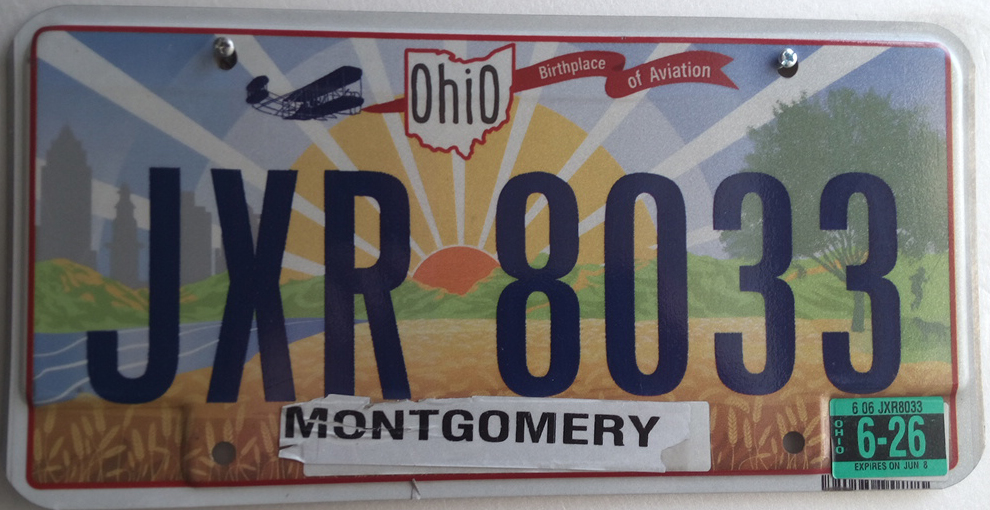 Ohio Birthplace of Aviation
JXR 8033
MONTGOMERY
6 06 JXR8033
OHIO
6-26
EXPIRES ON JUN 8